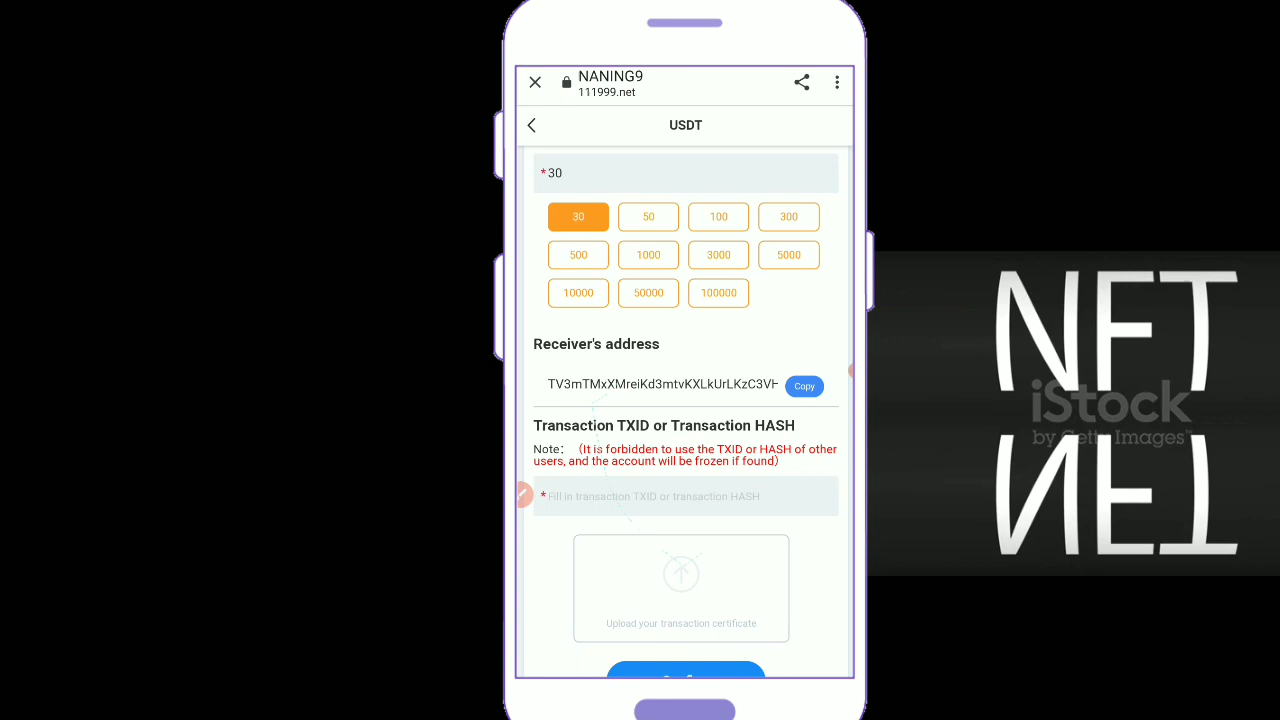 NANING9
111999.net
USDT
*30
30 50 100 300
500 1000 3000 5000
10000 50000 100000
Receiver's address
Copy
Transaction TXID or Transaction HASH
Note: (It is forbidden to use the TXID or HASH of other
users, and the account will be frozen if found)
*Fill in transaction TXID or transaction HASH
Upload your transaction certificate
NFT
iStock
by Getty Images™